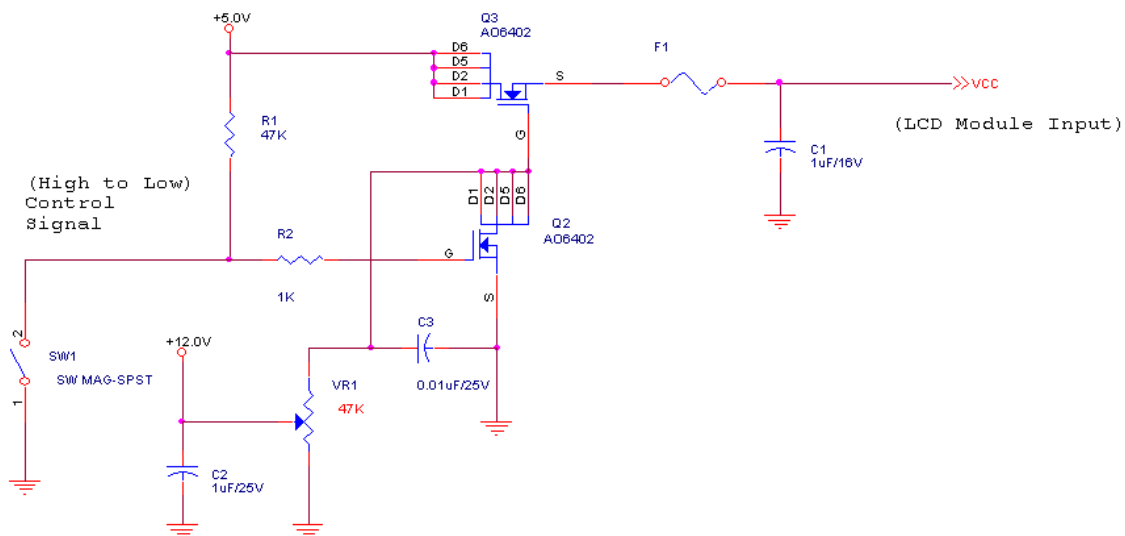 +5.0V
Q3
AO6402
D6
D5
D2
D1
S
G
F1
VCC
(LCD Module Input)
R1
47K
C1
1uF/16V
(High to Low)
Control
Signal
D1
D2
D5
D6
Q2
AO6402
R2
1K
G
S
C3
0.01uF/25V
+12.0V
2
SW1
SW MAG-SPST
1
VR1
47K
C2
1uF/25V